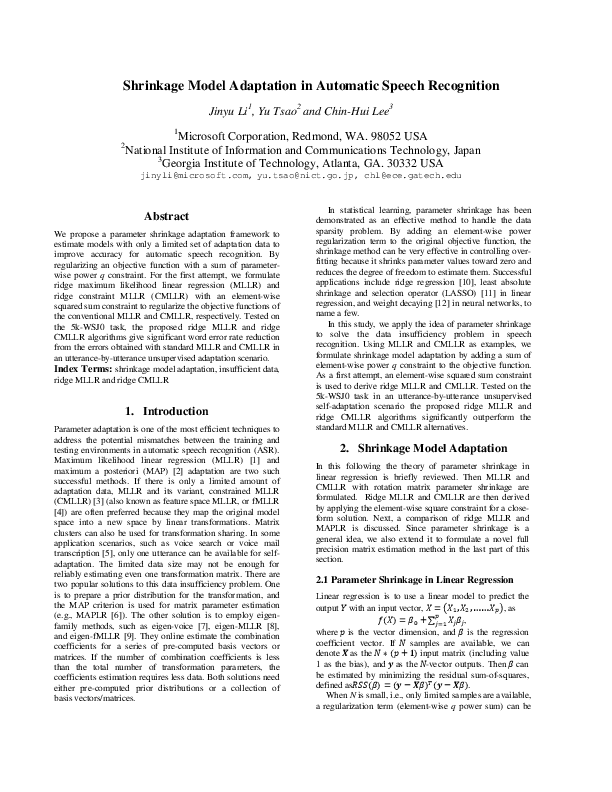 Shrinkage Model Adaptation in Automatic Speech Recognition
Jinyu Li1, Yu Tsao2 and Chin-Hui Lee3
1Microsoft Corporation, Redmond, WA. 98052 USA
2National Institute of Information and Communications Technology, Japan
3Georgia Institute of Technology, Atlanta, GA. 30332 USA
jinyli@microsoft.com, yu.tsao@nict.go.jp, chl@ece.gatech.edu
Abstract
We propose a parameter shrinkage adaptation framework to
estimate models with only a limited set of adaptation data to
improve accuracy for automatic speech recognition. By
regularizing an objective function with a sum of parameter-
wise power q constraint. For the first attempt, we formulate
ridge maximum likelihood linear regression (MLLR) and
ridge constraint MLLR (CMLLR) with an element-wise
squared sum constraint to regularize the objective functions of
the conventional MLLR and CMLLR, respectively. Tested on
the 5k-WSJ0 task, the proposed ridge MLLR and ridge
CMLLR algorithms give significant word error rate reduction
from the errors obtained with standard MLLR and CMLLR in
an utterance-by-utterance unsupervised adaptation scenario.
Index Terms: shrinkage model adaptation, insufficient data,
ridge MLLR and ridge CMLLR
1. Introduction
Parameter adaptation is one of the most efficient techniques to
address the potential mismatches between the training and
testing environments in automatic speech recognition (ASR).
Maximum likelihood linear regression (MLLR) [1] and
maximum a posteriori (MAP) [2] adaptation are two such
successful methods. If there is only a limited amount of
adaptation data, MLLR and its variant, constrained MLLR
(CMLLR) [3] (also known as feature space MLLR, or fMLLR
[4]) are often preferred because they map the original model
space into a new space by linear transformations. Matrix
clusters can also be used for transformation sharing. In some
application scenarios, such as voice search or voice mail
transcription [5], only one utterance can be available for self-
adaptation. The limited data size may not be enough for
reliably estimating even one transformation matrix. There are
two popular solutions to this data insufficiency problem. One
is to prepare a prior distribution for the transformation, and
the MAP criterion is used for matrix parameter estimation
(e.g., MAPLR [6]). The other solution is to employ eigen-
family methods, such as eigen-voice [7], eigen-MLLR [8],
and eigen-fMLLR [9]. They online estimate the combination
coefficients for a series of pre-computed basis vectors or
matrices. If the number of combination coefficients is less
than the total number of transformation parameters, the
coefficients estimation requires less data. Both solutions need
either pre-computed prior distributions or a collection of
basis vectors/matrices.
In statistical learning, parameter shrinkage has been
demonstrated as an effective method to handle the data
sparsity problem. By adding an element-wise power
regularization term to the original objective function, the
shrinkage method can be very effective in controlling over-
fitting because it shrinks parameter values toward zero and
reduces the degree of freedom to estimate them. Successful
applications include ridge regression [10], least absolute
shrinkage and selection operator (LASSO) [11] in linear
regression, and weight decaying [12] in neural networks, to
name a few.
In this study, we apply the idea of parameter shrinkage
to solve the data insufficiency problem in speech
recognition. Using MLLR and CMLLR as examples, we
formulate shrinkage model adaptation by adding a sum of
element-wise power q constraint to the objective function.
As a first attempt, an element-wise squared sum constraint
is used to derive ridge MLLR and CMLLR. Tested on the
5k-WSJ0 task in an utterance-by-utterance unsupervised
self-adaptation scenario the proposed ridge MLLR and
ridge CMLLR algorithms significantly outperform the
standard MLLR and CMLLR alternatives.
2. Shrinkage Model Adaptation
In this following the theory of parameter shrinkage in
linear regression is briefly reviewed. Then MLLR and
CMLLR with rotation matrix parameter shrinkage are
formulated. Ridge MLLR and CMLLR are then derived
by applying the element-wise square constraint for a close-
form solution. Next, a comparison of ridge MLLR and
MAPLR is discussed. Since parameter shrinkage is a
general idea, we also extend it to formulate a novel full
precision matrix estimation method in the last part of this
section.
2.1 Parameter Shrinkage in Linear Regression
Linear regression is to use a linear model to predict the
output Y with an input vector, X = (X1, X2, ...... Xp), as
f(X) = β0 + ∑ᵖj=1 Xjβj,
where p is the vector dimension, and β is the regression
coefficient vector. If N samples are available, we can
denote X as the N * (p + 1) input matrix (including value
1 as the bias), and y as the N-vector outputs. Then β can
be estimated by minimizing the residual sum-of-squares,
defined asRSS(β) = (y − Xβ)T(y − Xβ).
When N is small, i.e., only limited samples are available,
a regularization term (element-wise q power sum) can be